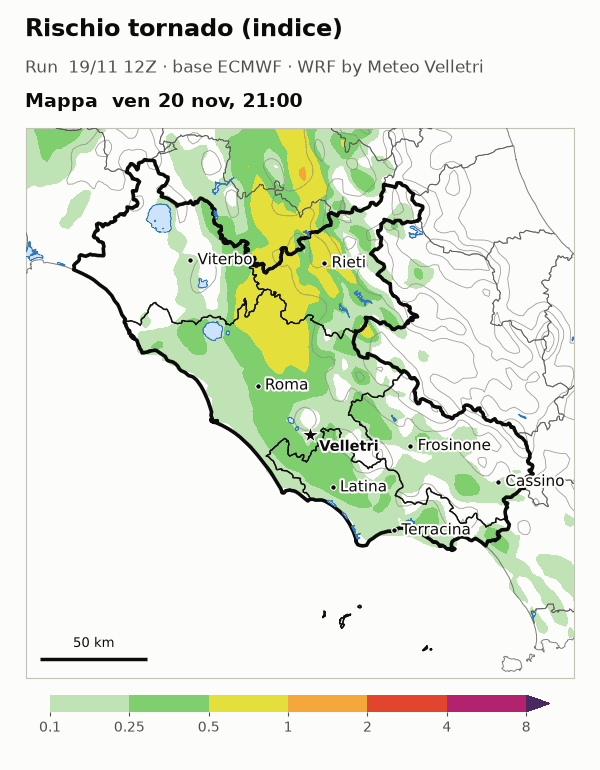 Rischio tornado (indice)
Run  19/11 12Z · base ECMWF · WRF by Meteo Velletri
Mappa  ven 20 nov, 21:00
Viterbo
Rieti
Roma
Velletri
Frosinone
Cassino
Latina
Terracina
50 km
0.1 0.25 0.5 1 2 4 8